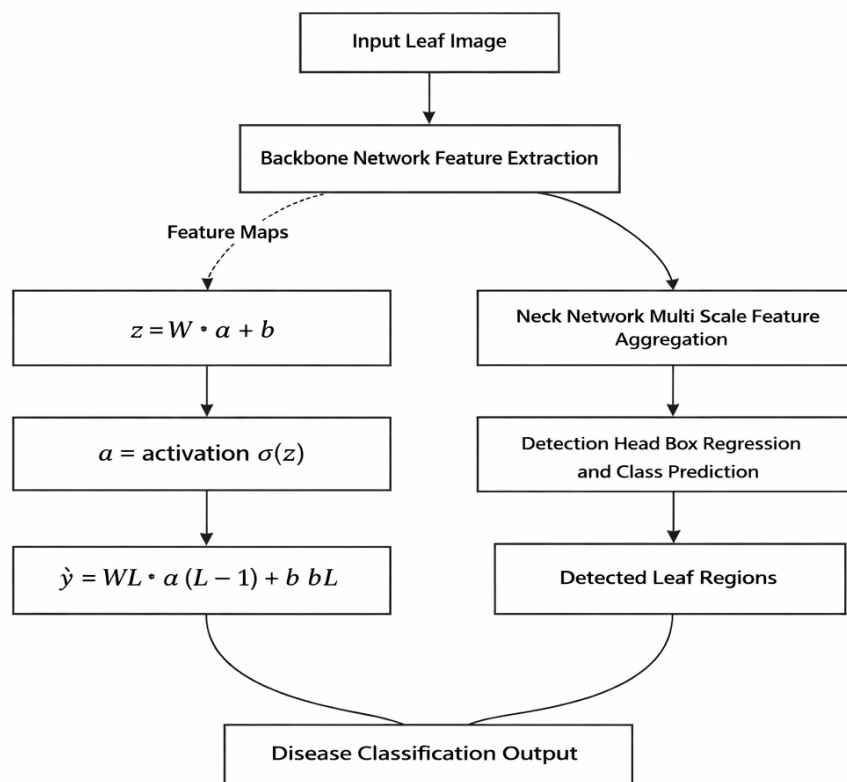 Input Leaf Image
Backbone Network Feature Extraction
Feature Maps
z = W * a + b
a = activation σ(z)
ỳ = WL * a (L − 1) + b bL
Neck Network Multi Scale Feature
Aggregation
Detection Head Box Regression
and Class Prediction
Detected Leaf Regions
Disease Classification Output